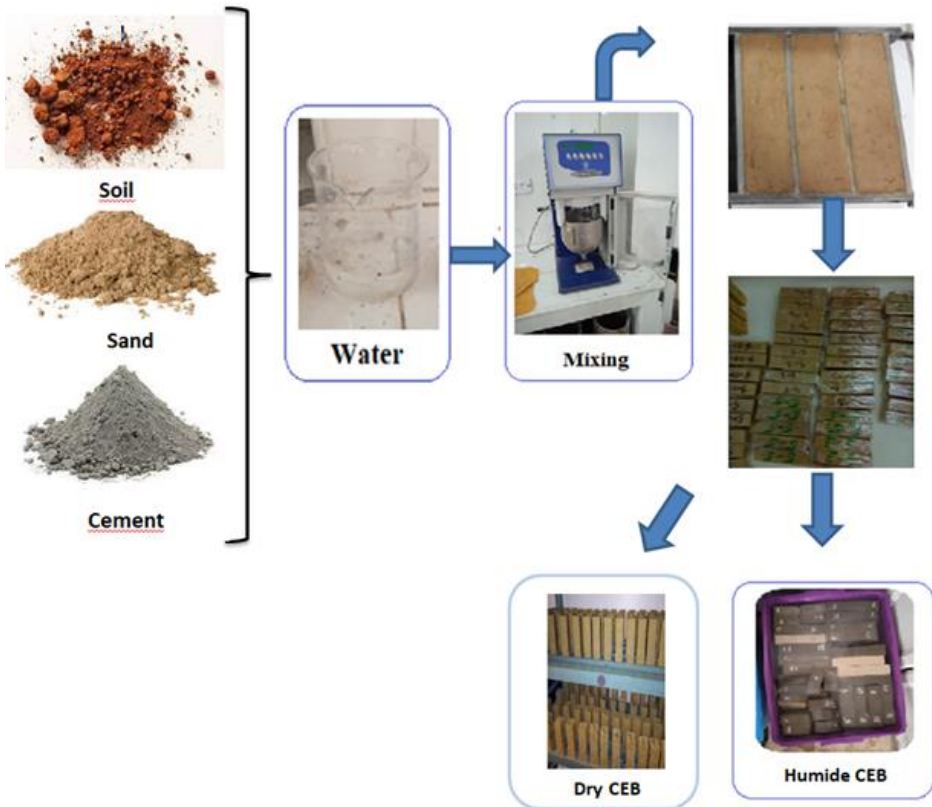 Soil
Sand
Cement
Water
Mixing
Dry CEB
Humide CEB